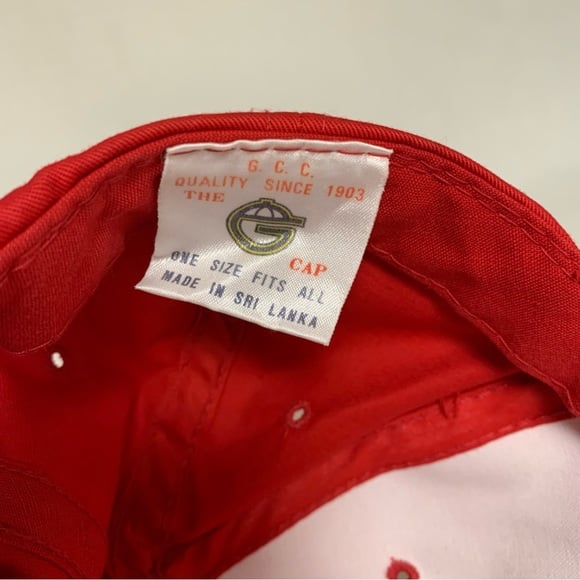 G. C. C.
QUALITY SINCE 1903
THE G CAP
ONE SIZE FITS ALL
MADE IN SRI LANKA